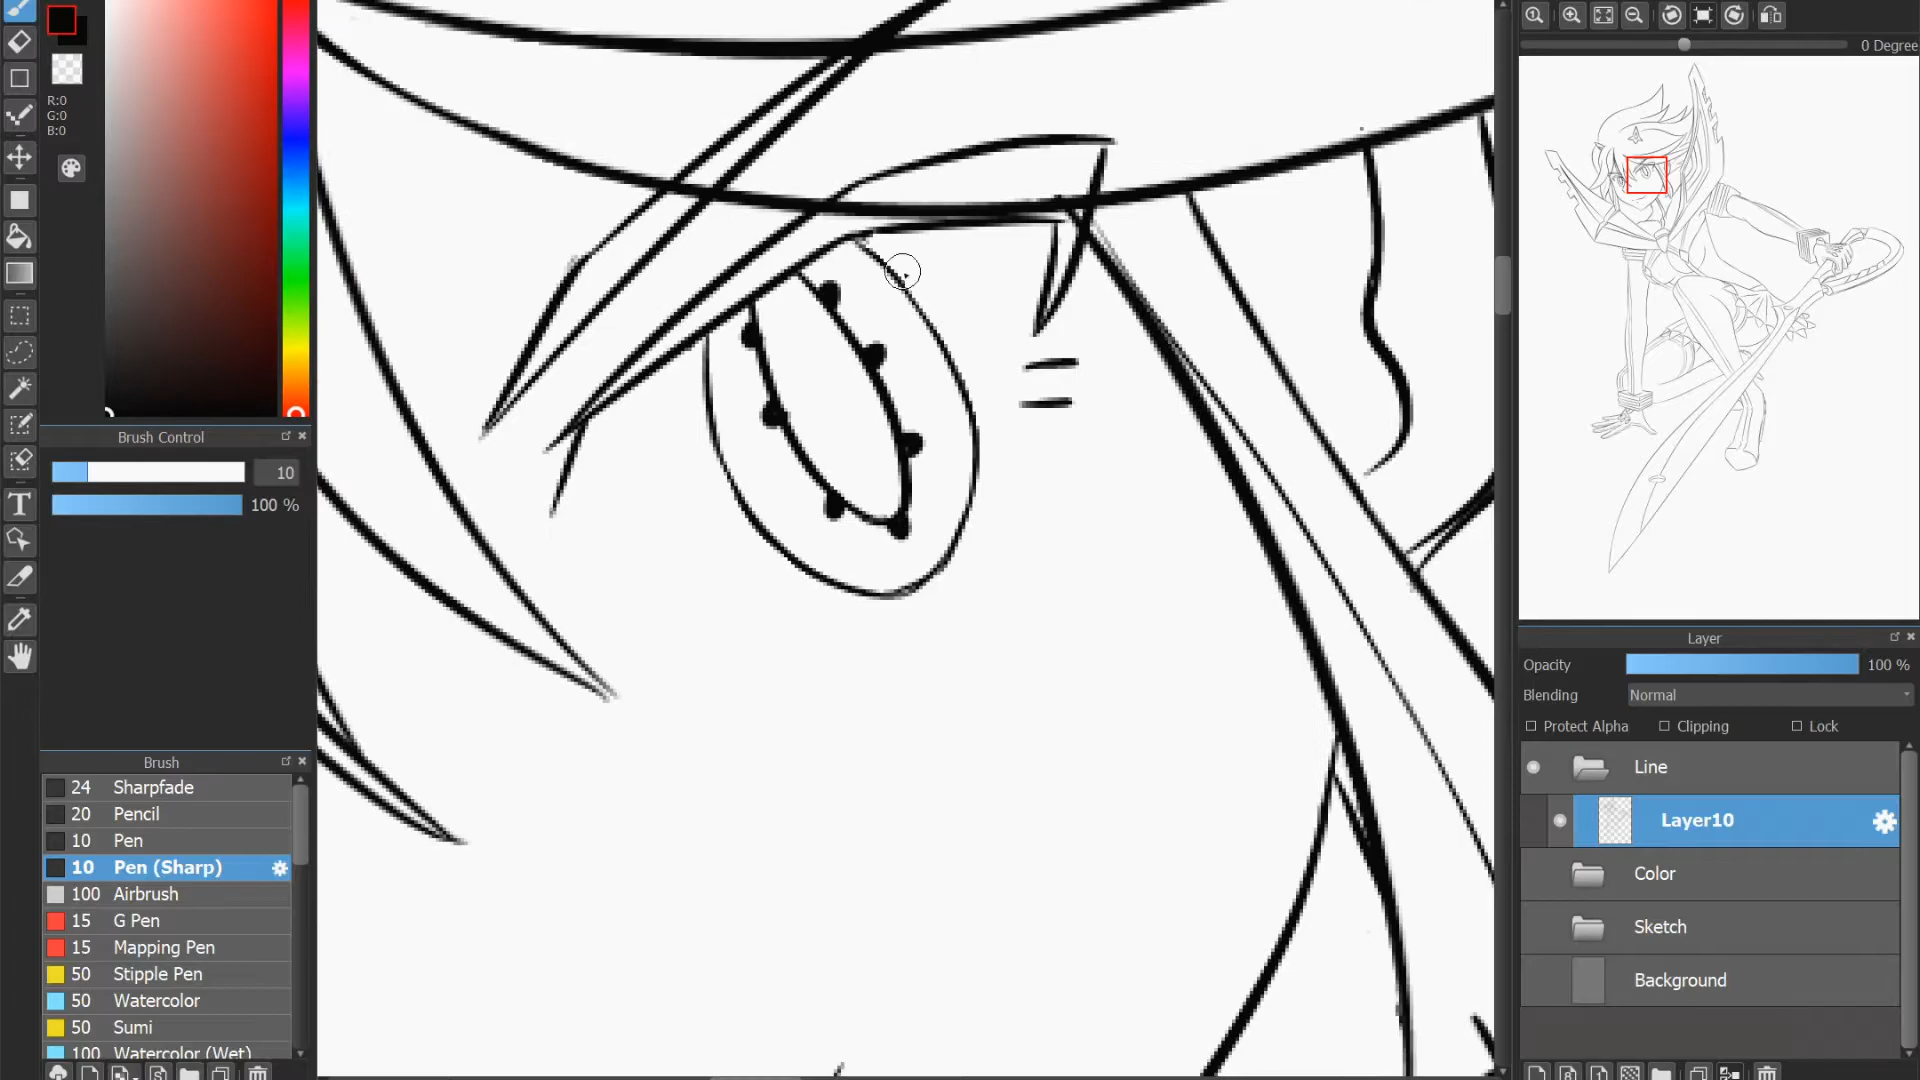 R:0
G:0
B:0
Brush Control
10
100 %
Brush
24 Sharpfade
20 Pencil
10 Pen
10 Pen (Sharp)
100 Airbrush
15 G Pen
15 Mapping Pen
50 Stipple Pen
50 Watercolor
50 Sumi
100 Watercolor (Wet)
T
0 Degree
Layer
Opacity 100 %
Blending Normal
Protect Alpha Clipping Lock
Line
Layer10
Color
Sketch
Background